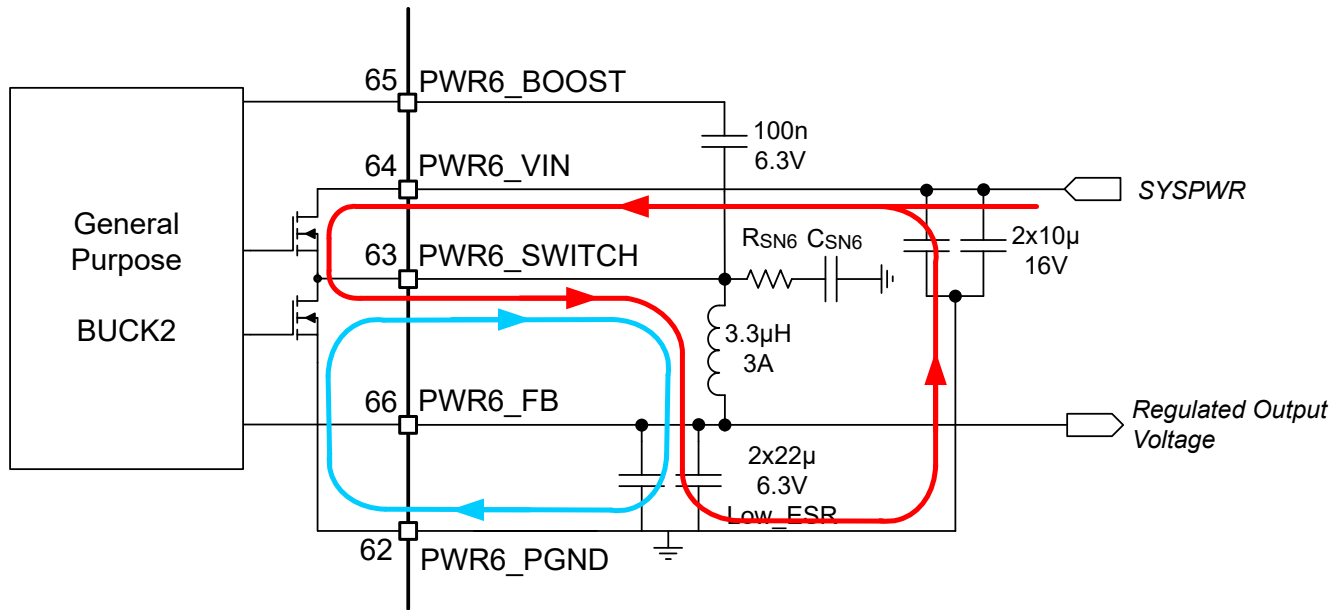 65 PWR6_BOOST
100n
6.3V
64 PWR6_VIN
SYSPWR
General
Purpose
BUCK2
RSN6 CSN6
2x10µ
16V
63 PWR6_SWITCH
3.3µH
3A
66 PWR6_FB
Regulated Output
Voltage
2x22µ
6.3V
Low_ESR
62 PWR6_PGND